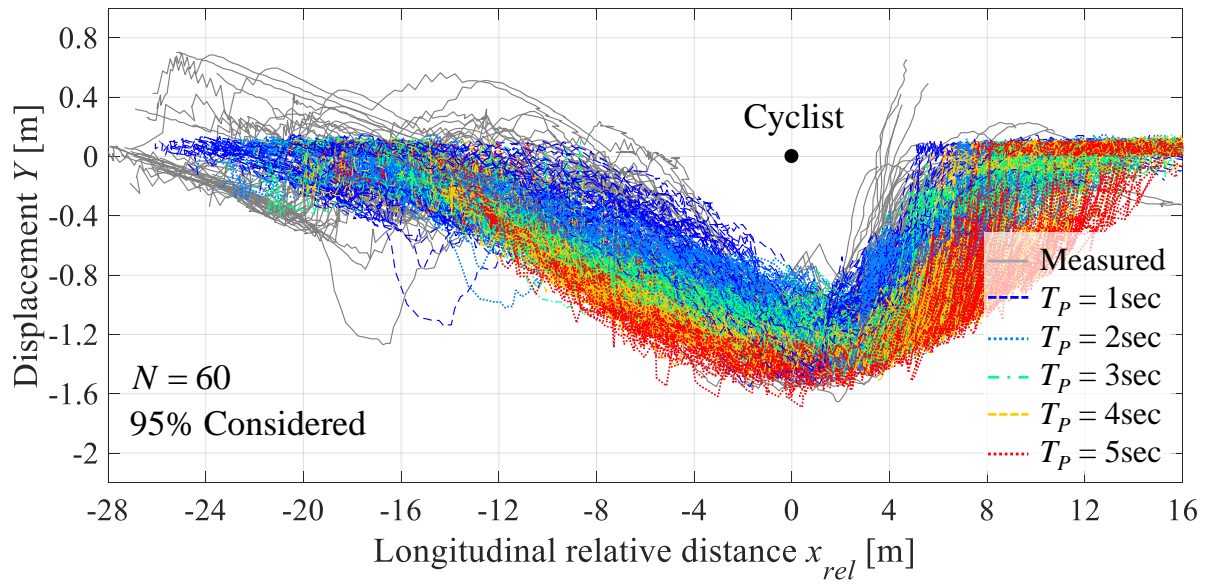 Displacement Y [m]
0.8
0.4
0
-0.4
-0.8
-1.2
-1.6
-2
Cyclist
N = 60
95% Considered
Measured
T_P = 1sec
T_P = 2sec
T_P = 3sec
T_P = 4sec
T_P = 5sec
-28 -24 -20 -16 -12 -8 -4 0 4 8 12 16
Longitudinal relative distance x_rel [m]